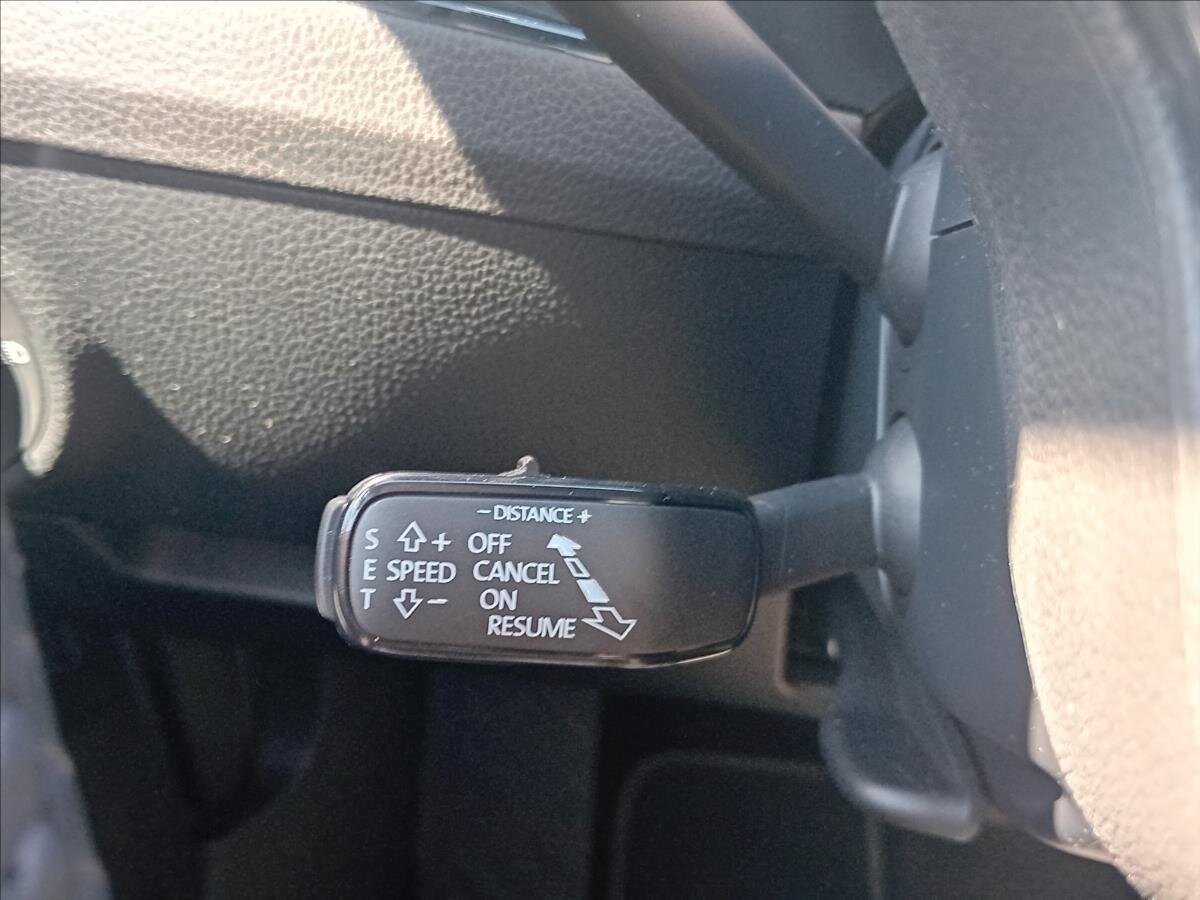 - DISTANCE +
S + OFF
E SPEED CANCEL
T - ON
RESUME